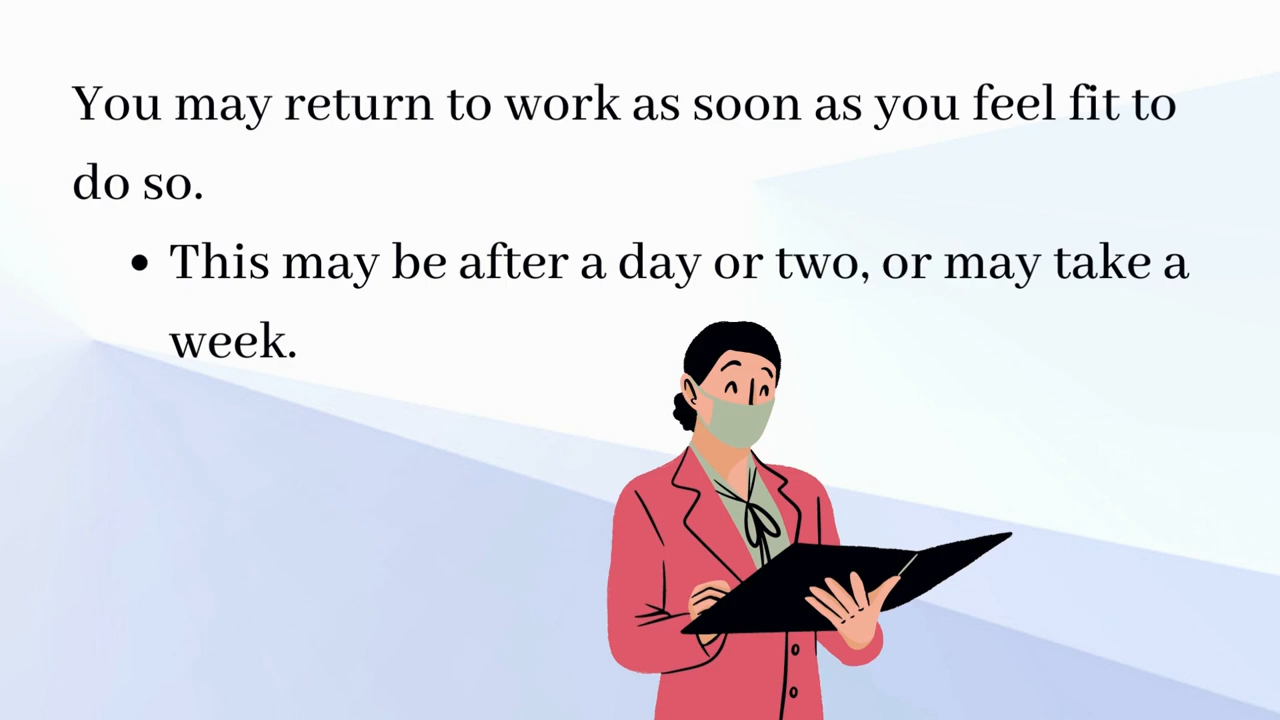 You may return to work as soon as you feel fit to
do so.
• This may be after a day or two, or may take a
week.